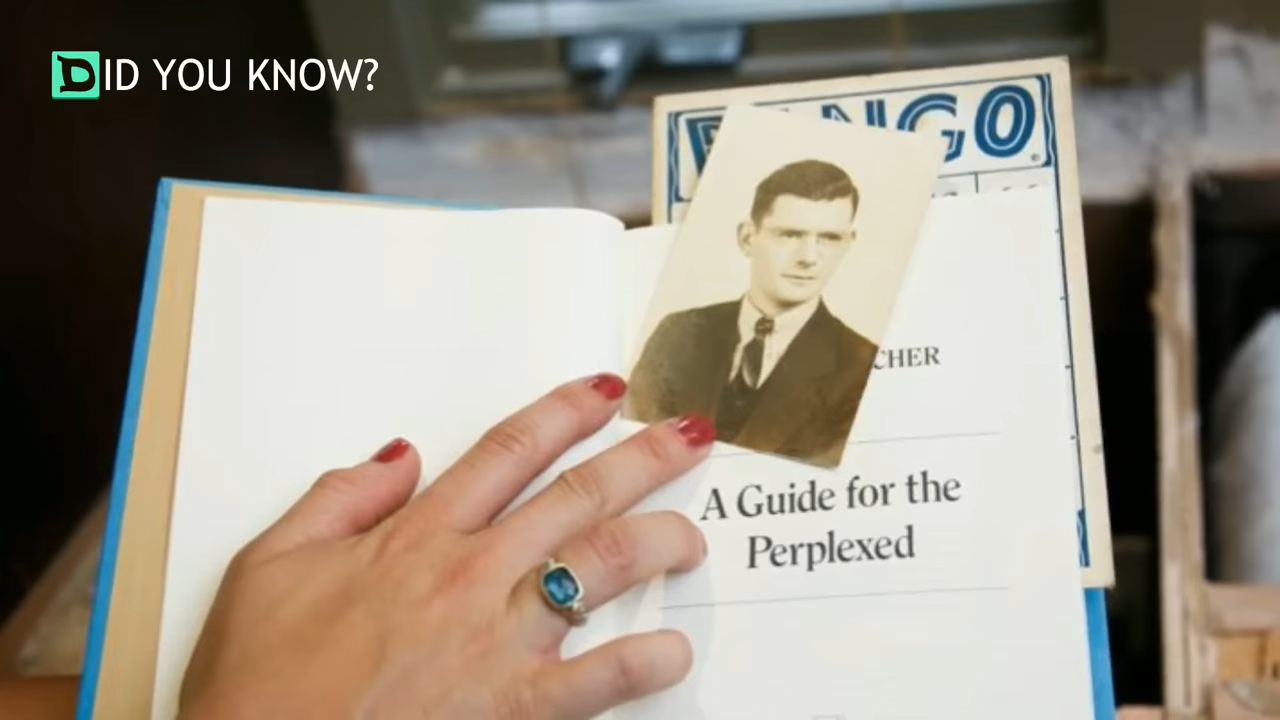 DID YOU KNOW?
NGO
CHER
A Guide for the
Perplexed